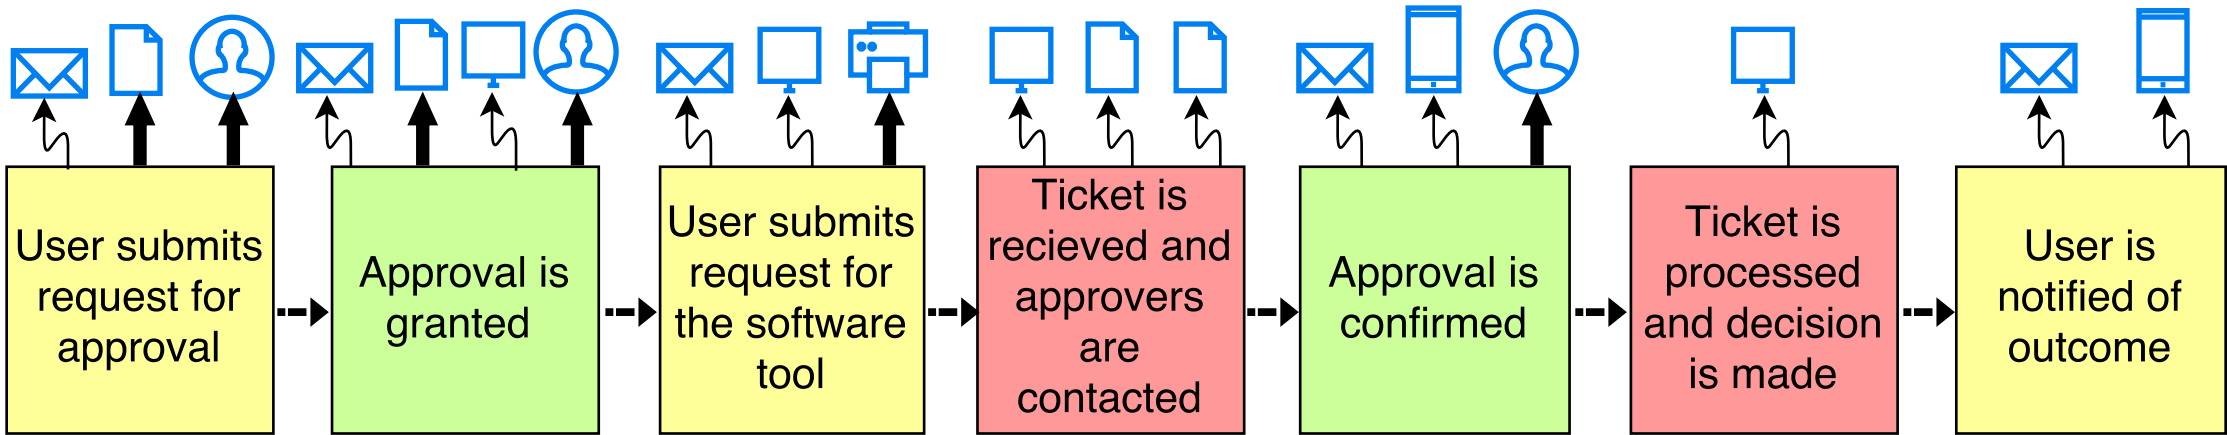 User submits
request for
approval
Approval is
granted
User submits
request for
the software
tool
Ticket is
recieved and
approvers
are
contacted
Approval is
confirmed
Ticket is
processed
and decision
is made
User is
notified of
outcome